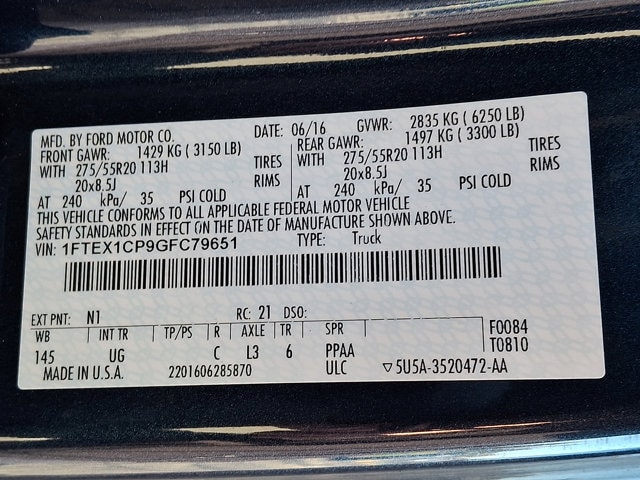 MFD. BY FORD MOTOR CO. DATE: 06/16 GVWR: 2835 KG ( 6250 LB)
FRONT GAWR: 1429 KG ( 3150 LB) REAR GAWR: 1497 KG ( 3300 LB)
WITH 275/55R20 113H TIRES WITH 275/55R20 113H TIRES
20x8.5J RIMS 20x8.5J RIMS
AT 240 kPa/ 35 PSI COLD AT 240 kPa/ 35 PSI COLD
THIS VEHICLE CONFORMS TO ALL APPLICABLE FEDERAL MOTOR VEHICLE
SAFETY STANDARDS IN EFFECT ON THE DATE OF MANUFACTURE SHOWN ABOVE.
VIN: 1FTEX1CP9GFC79651 TYPE: Truck
EXT PNT: N1 RC: 21 DSO:
WB INT TR TP/PS R AXLE TR SPR F0084
145 UG C L3 6 PPAA T0810
MADE IN U.S.A. 2201606285870 ULC ▽5U5A-3520472-AA